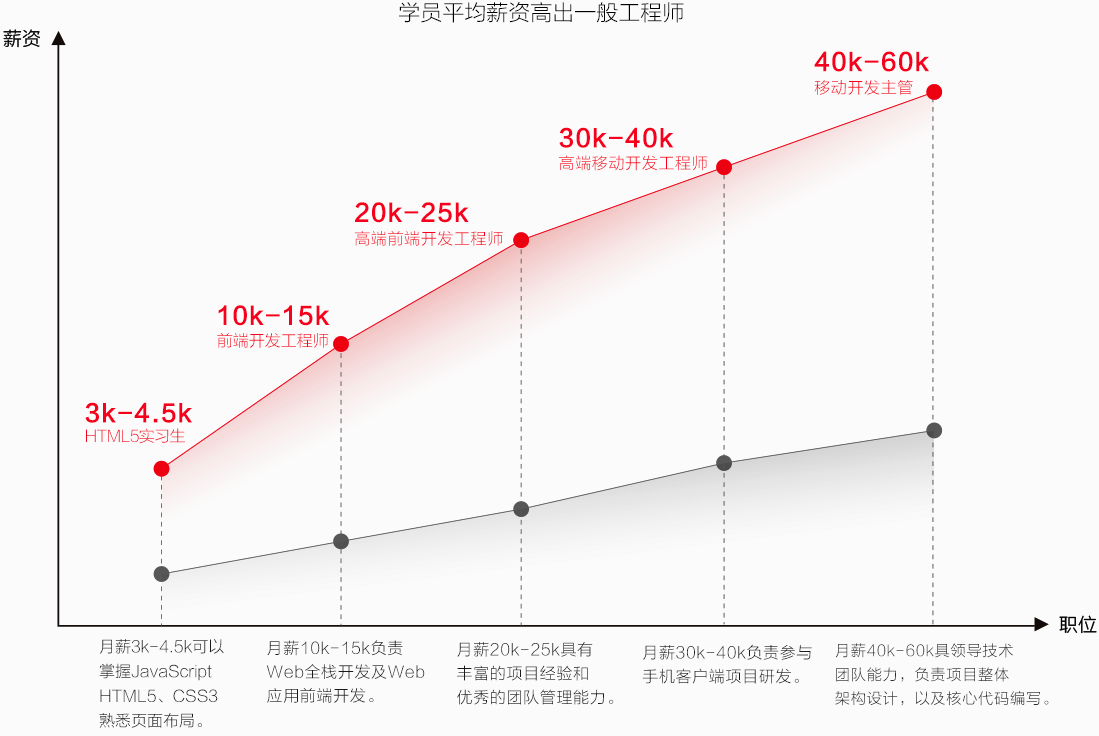 学员平均薪资高出一般工程师
薪资
40k-60k
移动开发主管
30k-40k
高端移动开发工程师
20k-25k
高端前端开发工程师
10k-15k
前端开发工程师
3k-4.5k
HTML5实习生
职位
月薪3k-4.5k可以
掌握JavaScript
HTML5、CSS3
熟悉页面布局。
月薪10k-15k负责
Web全栈开发及Web
应用前端开发。
月薪20k-25k具有
丰富的项目经验和
优秀的团队管理能力。
月薪30k-40k负责参与
手机客户端项目研发。
月薪40k-60k具领导技术
团队能力，负责项目整体
架构设计，以及核心代码编写。